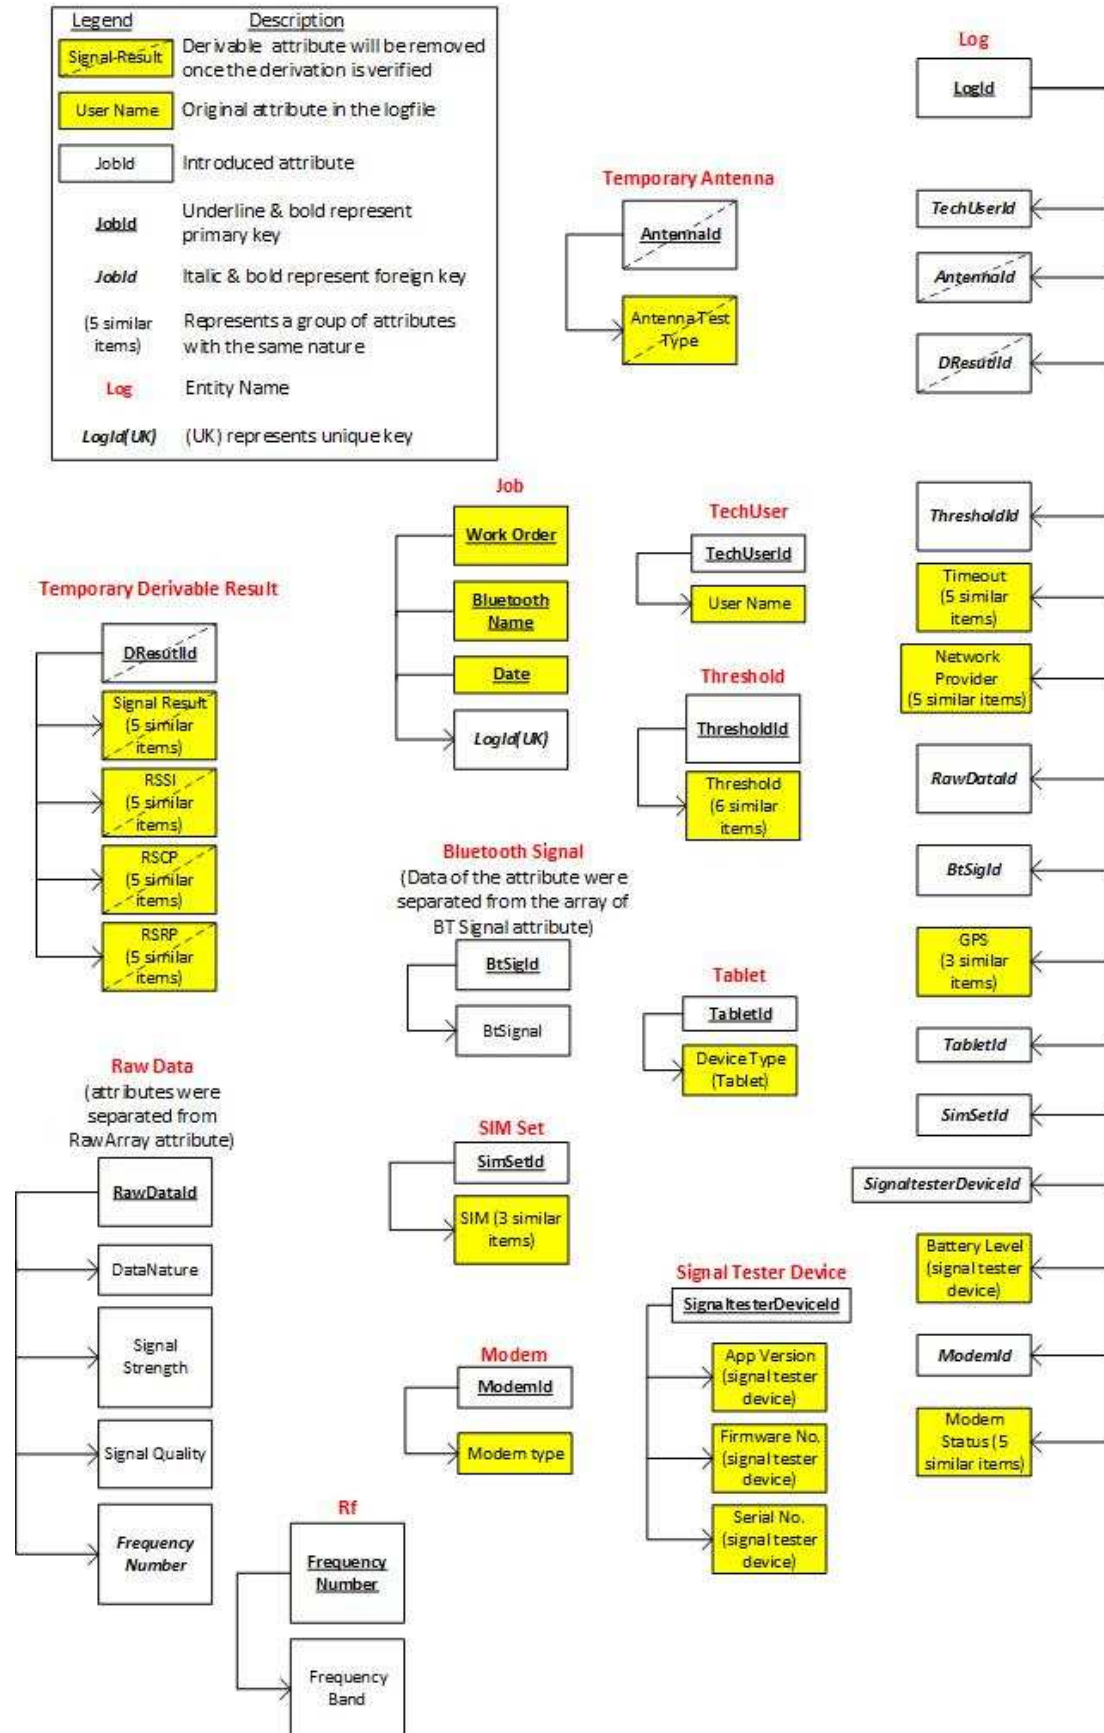 Legend Description
Signal-Result Derivable attribute will be removed
once the derivation is verified
User Name Original attribute in the logfile
JobId Introduced attribute
JobId Underline & bold represent
primary key
JobId Italic & bold represent foreign key
(5 similar
items)
Represents a group of attributes
with the same nature
Log Entity Name
LogId(UK) (UK) represents unique key
Log
LogId
TechUserId
AntennaId
DResutlId
ThresholdId
Timeout
(5 similar
items)
Network
Provider
(5 similar items)
RawDataId
BtSigId
GPS
(3 similar
items)
TabletId
SimSetId
SignaltesterDeviceId
Battery Level
(signal tester
device)
ModemId
Modem
Status (5
similar items)
Temporary Antenna
AntennaId
Antenna Test
Type
Job
Work Order
Bluetooth
Name
Date
LogId(UK)
TechUser
TechUserId
User Name
Temporary Derivable Result
DResutlId
Signal Result
(5 similar
items)
RSSI
(5 similar
items)
RSCP
(5 similar
items)
RSRP
(5 similar
items)
Threshold
ThresholdId
Threshold
(6 similar
items)
Bluetooth Signal
(Data of the attribute were
separated from the array of
BT Signal attribute)
BtSigId
BtSignal
Tablet
TabletId
Device Type
(Tablet)
Raw Data
(attributes were
separated from
RawArray attribute)
RawDataId
DataNature
Signal
Strength
Signal Quality
Frequency
Number
SIM Set
SimSetId
SIM (3 similar
items)
Signal Tester Device
SignaltesterDeviceId
App Version
(signal tester
device)
Firmware No.
(signal tester
device)
Serial No.
(signal tester
device)
Modem
ModemId
Modem type
Rf
Frequency
Number
Frequency
Band